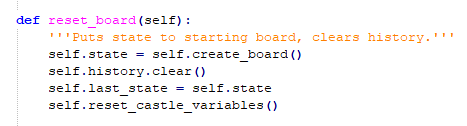 def reset_board(self):
    '''Puts state to starting board, clears history.'''
    self.state = self.create_board()
    self.history.clear()
    self.last_state = self.state
    self.reset_castle_variables()